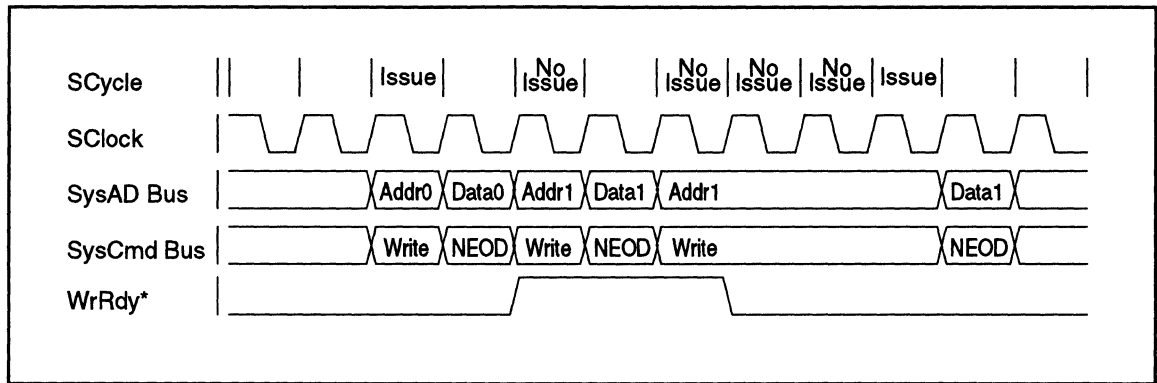 SCycle Issue No Issue No Issue No Issue No Issue Issue
SClock
SysAD Bus Addr0 Data0 Addr1 Data1 Addr1 Data1
SysCmd Bus Write NEOD Write NEOD Write NEOD
WrRdy*